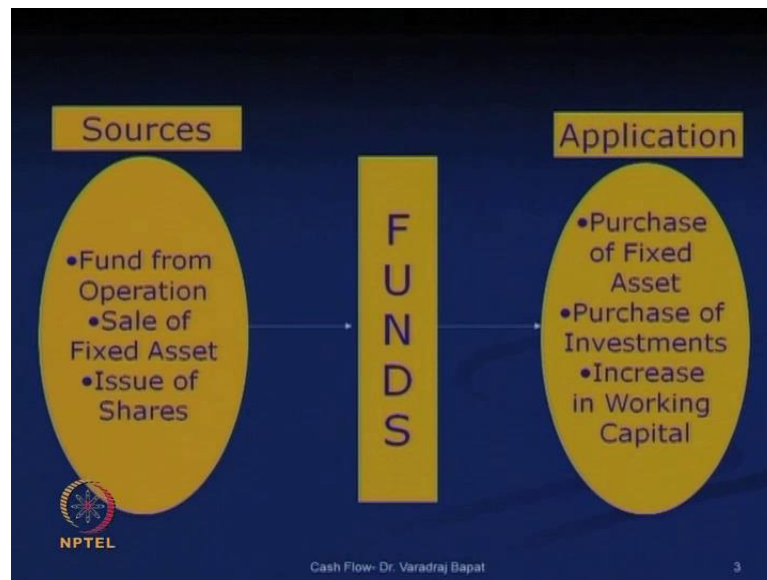 Sources
•Fund from
Operation
•Sale of
Fixed Asset
•Issue of
Shares
F
U
N
D
S
Application
•Purchase
of Fixed
Asset
•Purchase of
Investments
•Increase
in Working
Capital
NPTEL
Cash Flow- Dr. Varadraj Bapat
3